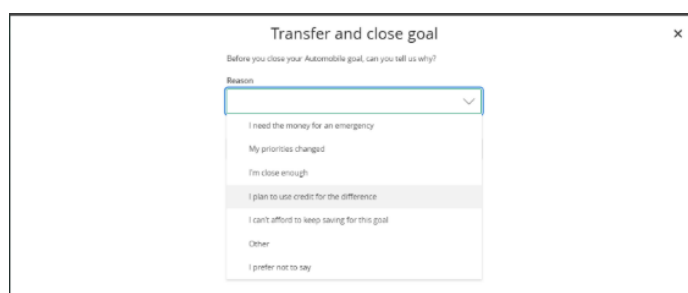 Transfer and close goal
Before you close your Automobile goal, can you tell us why?
Reason
I need the money for an emergency
My priorities changed
I'm close enough
I plan to use credit for the difference
I can't afford to keep saving for this goal
Other
I prefer not to say